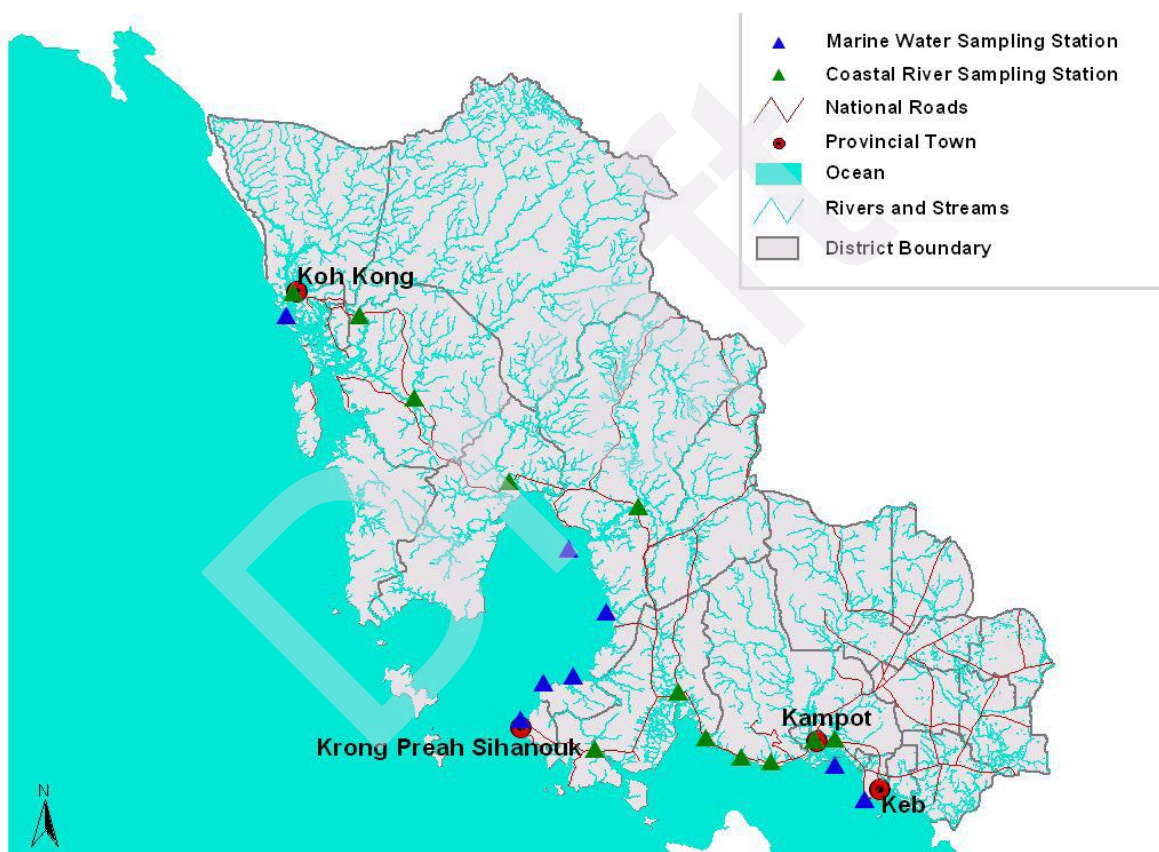 Marine Water Sampling Station
Coastal River Sampling Station
National Roads
Provincial Town
Ocean
Rivers and Streams
District Boundary
Koh Kong
Kampot
Krong Preah Sihanouk
Keb
N
Draft